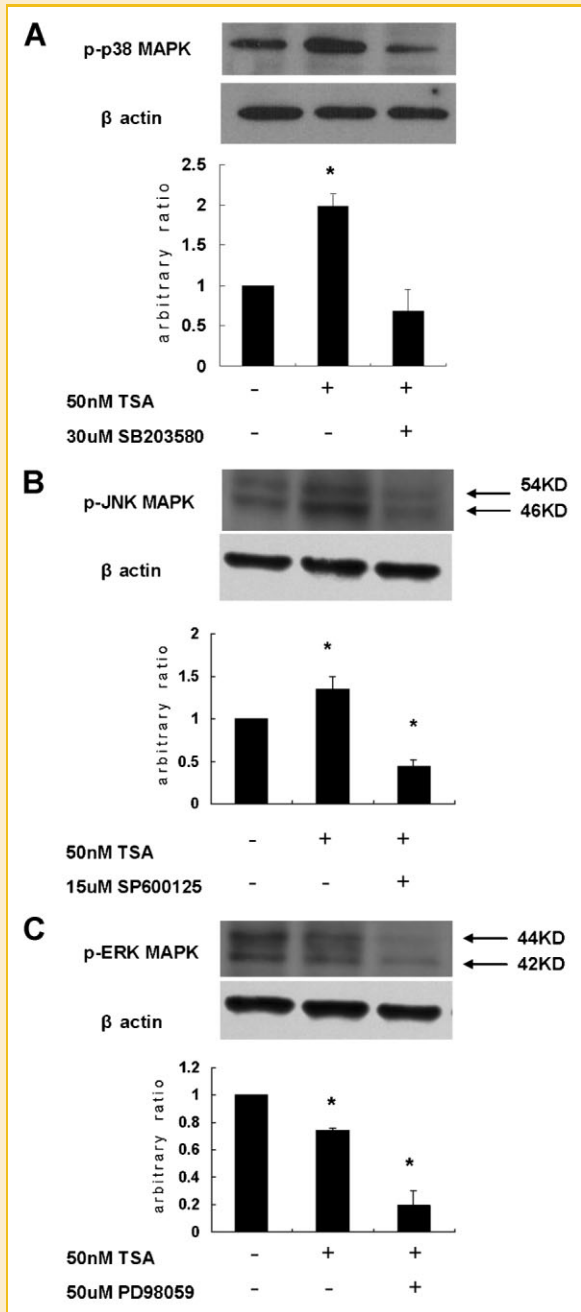 A
p-p38 MAPK
β actin
arbitrary ratio
2.5
2
1.5
1
0.5
0
*
50nM TSA - + +
30uM SB203580 - - +
B
p-JNK MAPK
54KD
46KD
β actin
arbitrary ratio
2
1.5
1
0.5
0
*
*
50nM TSA - + +
15uM SP600125 - - +
C
p-ERK MAPK
44KD
42KD
β actin
arbitrary ratio
1.2
1
0.8
0.6
0.4
0.2
0
*
*
50nM TSA - + +
50uM PD98059 - - +